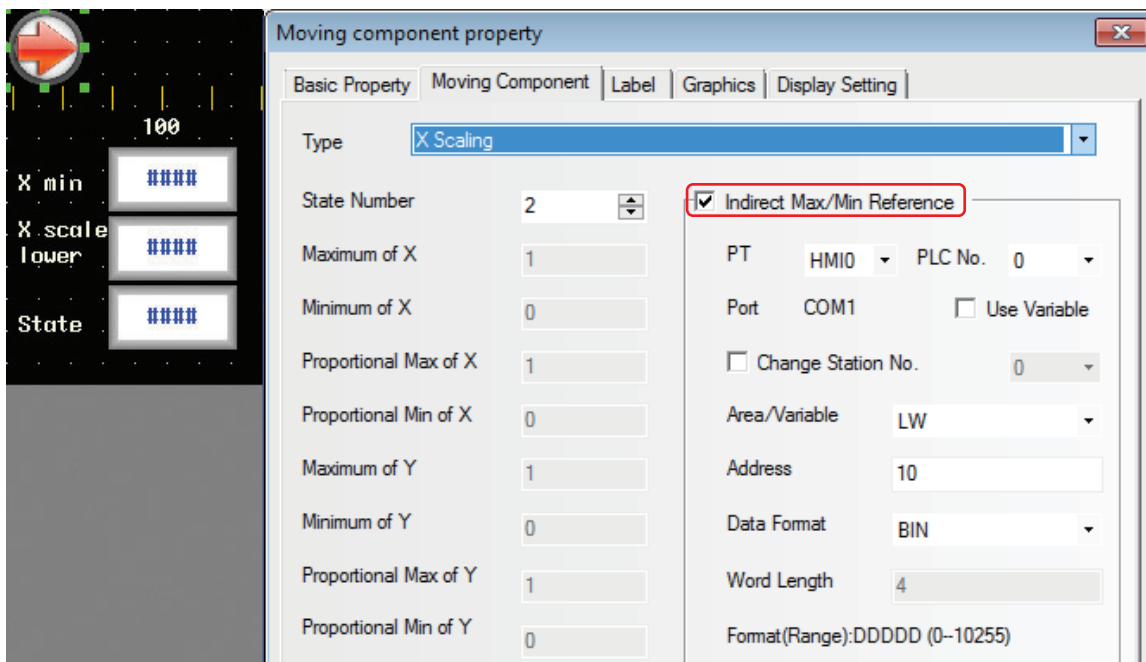 100
X min ####
X scale
lower ####
State ####
Moving component property
Basic Property Moving Component Label Graphics Display Setting
Type X Scaling
State Number 2
Maximum of X 1
Minimum of X 0
Proportional Max of X 1
Proportional Min of X 0
Maximum of Y 1
Minimum of Y 0
Proportional Max of Y 1
Proportional Min of Y 0
Indirect Max/Min Reference
PT HMI0 PLC No. 0
Port COM1 Use Variable
Change Station No. 0
Area/Variable LW
Address 10
Data Format BIN
Word Length 4
Format(Range):DDDDD (0--10255)